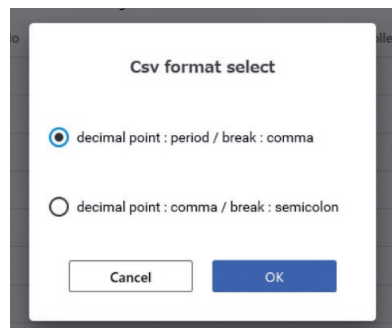 Csv format select
decimal point : period / break : comma
decimal point : comma / break : semicolon
Cancel
OK